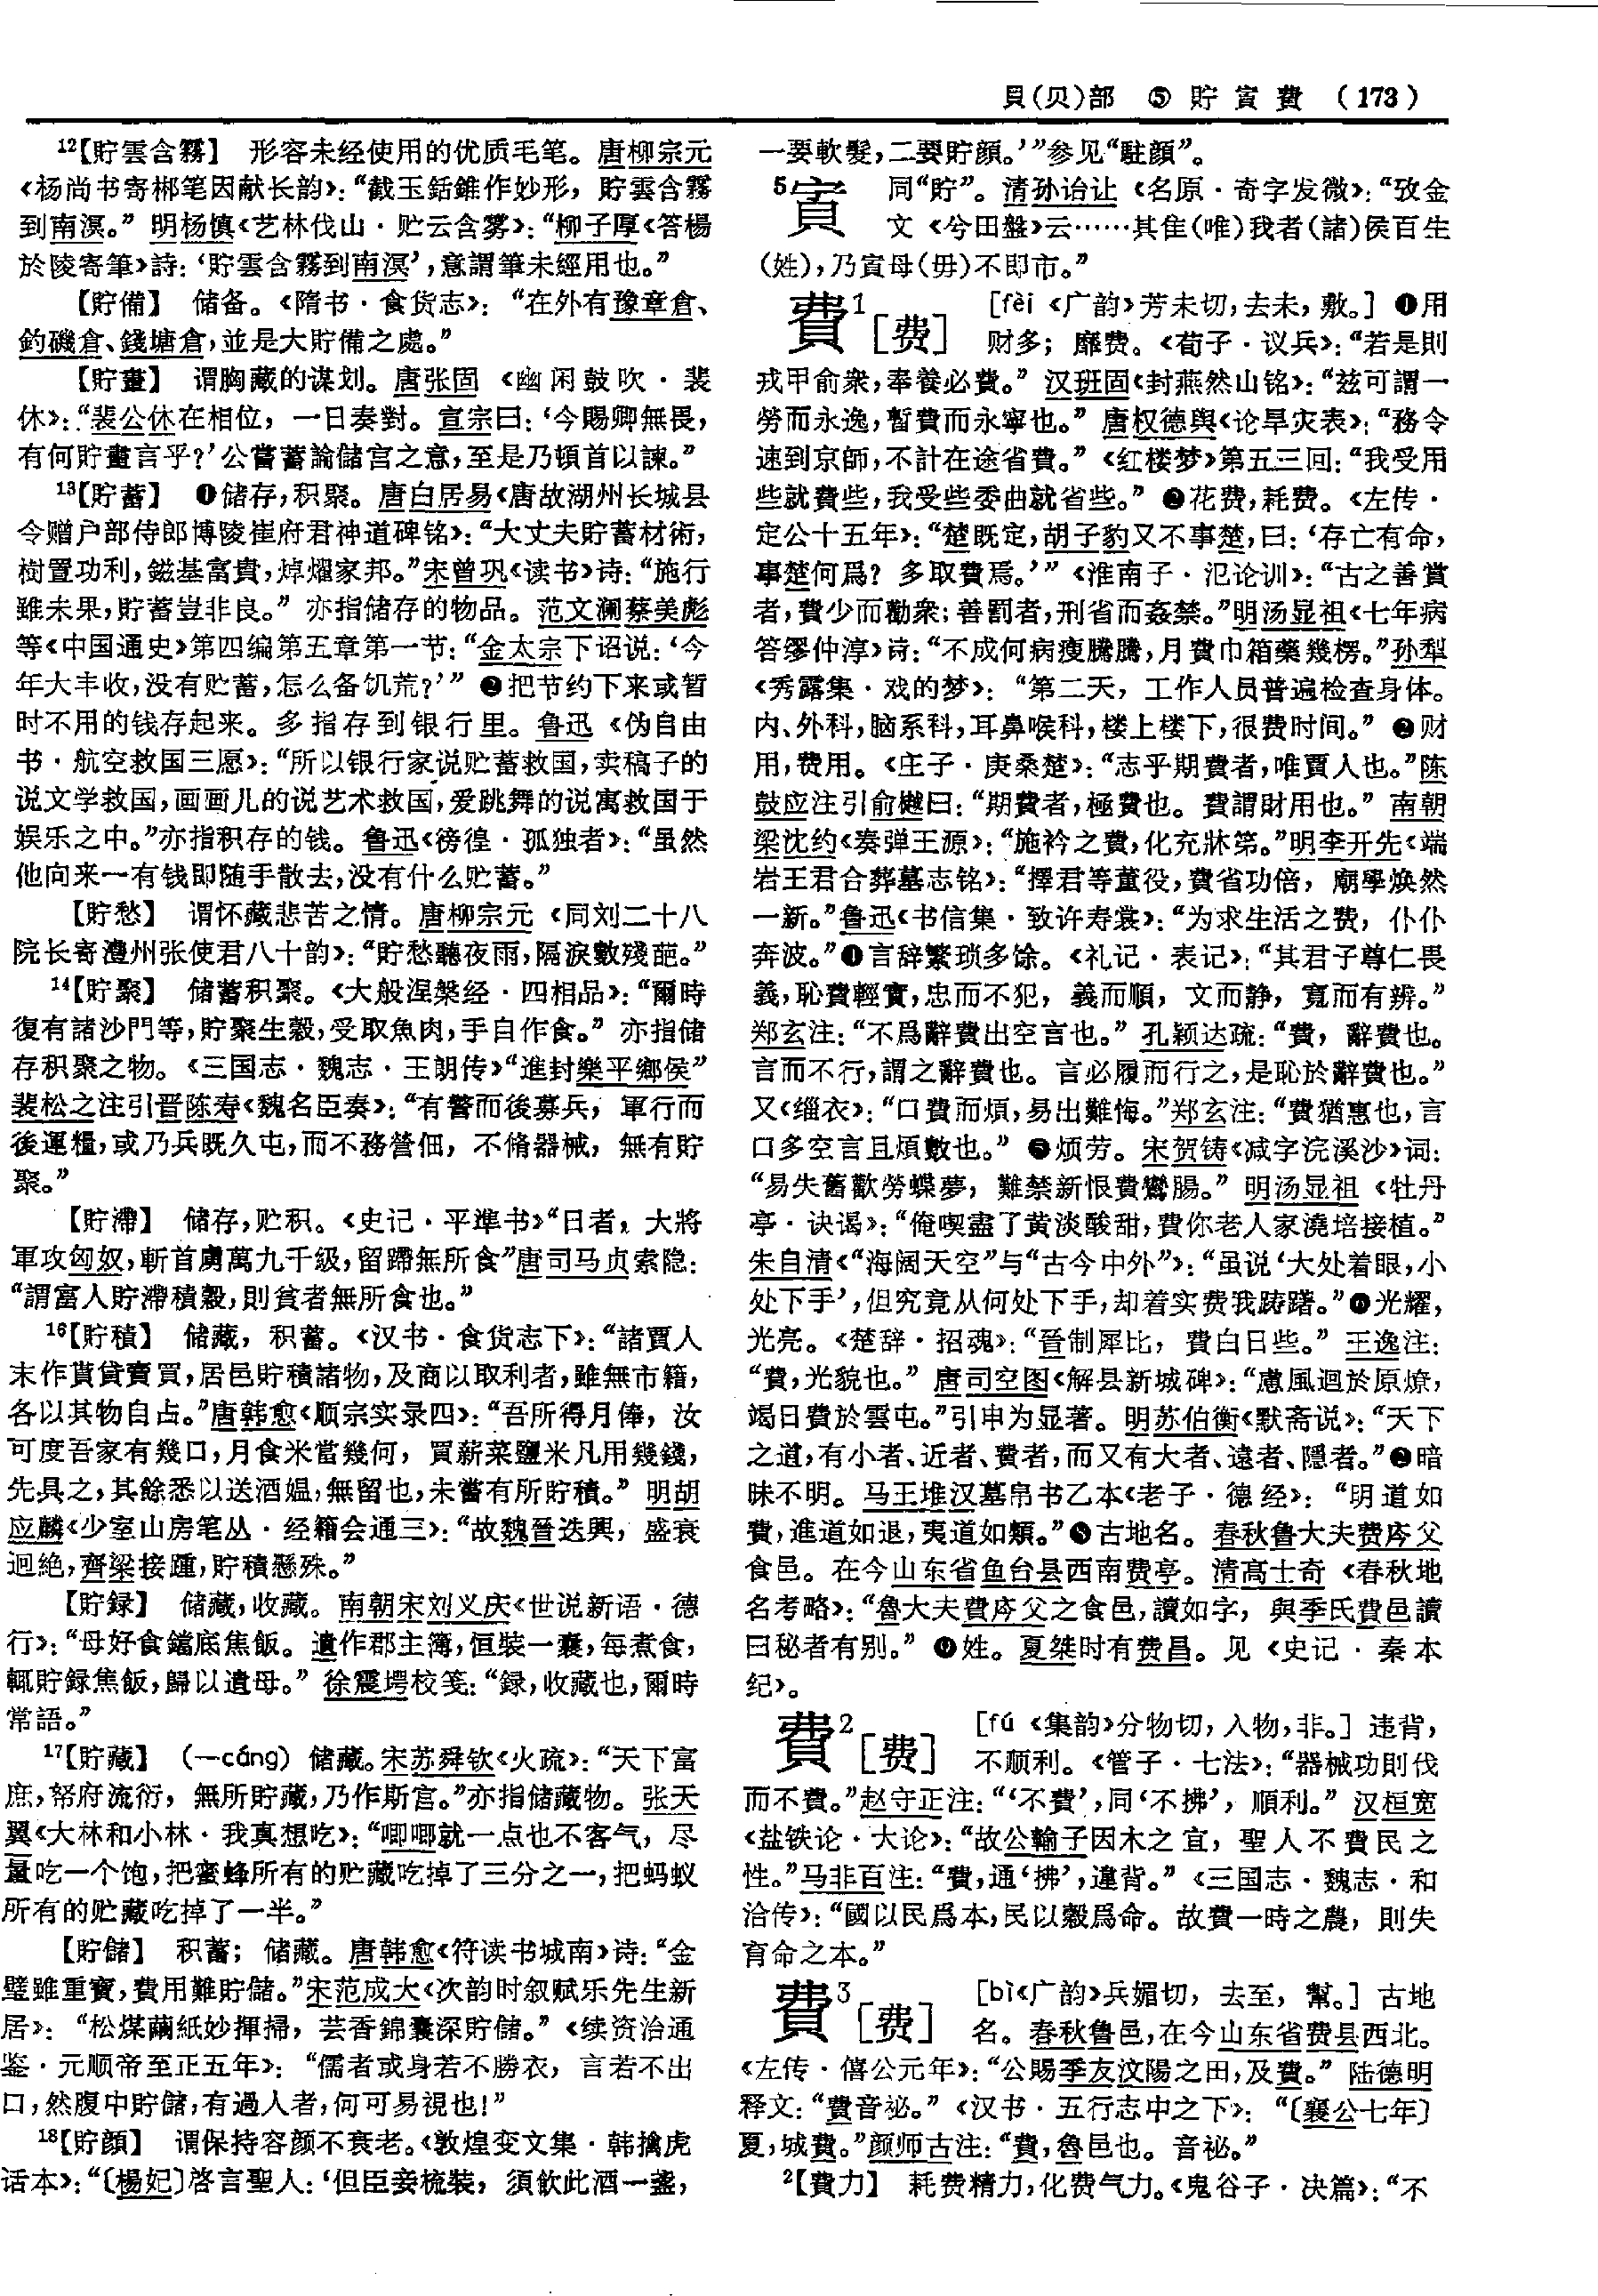 貝(贝)部 ⑤ 貯 㝉 費 (173)
¹²【貯雲含霧】 形容未经使用的优质毛笔。唐柳宗元
《杨尚书寄郴笔因献长韵》：“截玉銛錐作妙形，貯雲含霧
到南溟。”明杨慎《艺林伐山·贮云含雾》：“柳子厚《答楊
於陵寄筆》詩：‘貯雲含霧到南溟’，意謂筆未經用也。”
【貯備】 储备。《隋书·食货志》：“在外有豫章倉、
釣磯倉、錢塘倉，並是大貯備之處。”
【貯畫】 谓胸藏的谋划。唐张固《幽闲鼓吹·裴
休》：“裴公休在相位，一日奏對。宣宗曰：‘今賜卿無畏，
有何貯畫言乎？’公嘗蓄論儲宫之意，至是乃頓首以諫。”
¹³【貯蓄】 ❶储存，积聚。唐白居易《唐故湖州长城县
令赠户部侍郎博陵崔府君神道碑铭》：“大丈夫貯蓄材術，
樹置功利，鎡基富貴，焯燿家邦。”宋曾巩《读书》诗：“施行
雖未果，貯蓄豈非良。”亦指储存的物品。范文澜蔡美彪
等《中国通史》第四编第五章第一节：“金太宗下诏说：‘今
年大丰收，没有贮蓄，怎么备饥荒？’”❷把节约下来或暂
时不用的钱存起来。多指存到银行里。鲁迅《伪自由
书·航空救国三愿》：“所以银行家说贮蓄救国，卖稿子的
说文学救国，画画儿的说艺术救国，爱跳舞的说寓救国于
娱乐之中。”亦指积存的钱。鲁迅《彷徨·孤独者》：“虽然
他向来一有钱即随手散去，没有什么贮蓄。”
【貯愁】 谓怀藏悲苦之情。唐柳宗元《同刘二十八
院长寄澧州张使君八十韵》：“貯愁聽夜雨，隔淚數殘葩。”
¹⁴【貯聚】 储蓄积聚。《大般涅槃经·四相品》：“爾時
復有諸沙門等，貯聚生穀，受取魚肉，手自作食。”亦指储
存积聚之物。《三国志·魏志·王朗传》“進封樂平鄉侯”
裴松之注引晋陈寿《魏名臣奏》：“有警而後募兵，軍行而
後運糧，或乃兵既久屯，而不務營佃，不脩器械，無有貯
聚。”
【貯滯】 储存，贮积。《史记·平準书》“日者，大將
軍攻匈奴，斬首虜萬九千級，留蹛無所食”唐司马贞索隐：
“謂富人貯滯積穀，則貧者無所食也。”
¹⁶【貯積】 储藏，积蓄。《汉书·食货志下》：“諸賈人
末作貰貸賣買，居邑貯積諸物，及商以取利者，雖無市籍，
各以其物自占。”唐韩愈《顺宗实录四》：“吾所得月俸，汝
可度吾家有幾口，月食米當幾何，買薪菜鹽米凡用幾錢，
先具之，其餘悉以送酒媪，無留也，未嘗有所貯積。”明胡
应麟《少室山房笔丛·经籍会通三》：“故魏晉迭興，盛衰
迥絶，齊梁接踵，貯積懸殊。”
【貯録】 储藏，收藏。南朝宋刘义庆《世说新语·德
行》：“母好食鐺底焦飯。遺作郡主簿，恒裝一囊，每煮食，
輒貯録焦飯，歸以遺母。”徐震堮校笺：“録，收藏也，爾時
常語。”
¹⁷【貯藏】 (—cáng) 储藏。宋苏舜钦《火疏》：“天下富
庶，帑府流衍，無所貯藏，乃作斯宫。”亦指储藏物。张天
翼《大林和小林·我真想吃》：“唧唧就一点也不客气，尽
量吃一个饱，把蜜蜂所有的贮藏吃掉了三分之一，把蚂蚁
所有的贮藏吃掉了一半。”
【貯儲】 积蓄；储藏。唐韩愈《符读书城南》诗：“金
璧雖重寶，費用難貯儲。”宋范成大《次韵时叙赋乐先生新
居》：“松煤繭紙妙揮掃，芸香錦囊深貯儲。”《续资治通
鉴·元顺帝至正五年》：“儒者或身若不勝衣，言若不出
口，然腹中貯儲，有過人者，何可易視也！”
¹⁸【貯顔】 谓保持容颜不衰老。《敦煌变文集·韩擒虎
话本》：“〔楊妃〕啓言聖人：‘但臣妾梳裝，須飲此酒一盞，
一要軟髮，二要貯顔。’”参见“駐顔”。
⁵㝉 同“貯”。清孙诒让《名原·奇字发微》：“攷金
文《兮田盤》云……其隹(唯)我者(諸)侯百生
(姓)，乃㝉母(毋)不即市。”
費¹[费] [fèi《广韵》芳未切，去未，敷。] ❶用
财多；靡费。《荀子·议兵》：“若是則
戎甲俞衆，奉養必費。”汉班固《封燕然山铭》：“兹可謂一
勞而永逸，暫費而永寧也。”唐权德舆《论旱灾表》：“務令
速到京師，不計在途省費。”《红楼梦》第五三回：“我受用
些就費些，我受些委曲就省些。”❷花费，耗费。《左传·
定公十五年》：“楚既定，胡子豹又不事楚，曰：‘存亡有命，
事楚何爲？多取費焉。’”《淮南子·氾论训》：“古之善賞
者，費少而勸衆；善罰者，刑省而姦禁。”明汤显祖《七年病
答缪仲淳》诗：“不成何病瘦騰騰，月費巾箱藥幾楞。”孙犁
《秀露集·戏的梦》：“第二天，工作人员普遍检查身体。
内、外科，脑系科，耳鼻喉科，楼上楼下，很费时间。”❸财
用，费用。《庄子·庚桑楚》：“志乎期費者，唯賈人也。”陈
鼓应注引俞樾曰：“期費者，極費也。費謂財用也。”南朝
梁沈约《奏弹王源》：“施衿之費，化充牀笫。”明李开先《端
岩王君合葬墓志铭》：“擇君等董役，費省功倍，廟學焕然
一新。”鲁迅《书信集·致许寿裳》：“为求生活之费，仆仆
奔波。”❹言辞繁琐多馀。《礼记·表记》：“其君子尊仁畏
義，恥費輕實，忠而不犯，義而順，文而静，寬而有辨。”
郑玄注：“不爲辭費出空言也。”孔颖达疏：“費，辭費也。
言而不行，謂之辭費也。言必履而行之，是恥於辭費也。”
又《缁衣》：“口費而煩，易出難悔。”郑玄注：“費猶惠也，言
口多空言且煩數也。”❺烦劳。宋贺铸《减字浣溪沙》词：
“易失舊歡勞蝶夢，難禁新恨費鸞腸。”明汤显祖《牡丹
亭·诀谒》：“俺喫盡了黄淡酸甜，費你老人家澆培接植。”
朱自清《“海阔天空”与“古今中外”》：“虽说‘大处着眼，小
处下手’，但究竟从何处下手，却着实费我踌躇。”❻光耀，
光亮。《楚辞·招魂》：“晉制犀比，費白日些。”王逸注：
“費，光貌也。”唐司空图《解县新城碑》：“慮風迴於原燎，
竭日費於雲屯。”引申为显著。明苏伯衡《默斋说》：“天下
之道，有小者、近者、費者，而又有大者、遠者、隱者。”❼暗
昧不明。马王堆汉墓帛书乙本《老子·德经》：“明道如
費，進道如退，夷道如類。”❽古地名。春秋鲁大夫费庈父
食邑。在今山东省鱼台县西南费亭。清高士奇《春秋地
名考略》：“魯大夫費庈父之食邑，讀如字，與季氏費邑讀
曰秘者有别。”❾姓。夏桀时有费昌。见《史记·秦本
纪》。
費²[费] [fú《集韵》分物切，入物，非。] 违背，
不顺利。《管子·七法》：“器械功則伐
而不費。”赵守正注：“‘不費’，同‘不拂’，順利。”汉桓宽
《盐铁论·大论》：“故公輸子因木之宜，聖人不費民之
性。”马非百注：“費，通‘拂’，違背。”《三国志·魏志·和
洽传》：“國以民爲本，民以穀爲命。故費一時之農，則失
育命之本。”
費³[费] [bì《广韵》兵媚切，去至，幫。] 古地
名。春秋鲁邑，在今山东省费县西北。
《左传·僖公元年》：“公賜季友汶陽之田，及費。”陆德明
释文：“費音祕。”《汉书·五行志中之下》：“〔襄公七年〕
夏，城費。”颜师古注：“費，魯邑也。音祕。”
²【費力】 耗费精力，化费气力。《鬼谷子·决篇》：“不